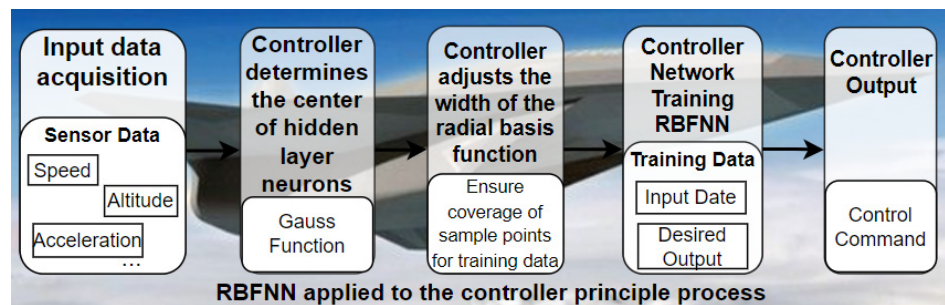 Input data
acquisition
Sensor Data
Speed
Altitude
Acceleration
...
Controller
determines
the center
of hidden
layer
neurons
Gauss
Function
Controller
adjusts the
width of the
radial basis
function
Ensure
coverage of
sample points
for training data
Controller
Network
Training
RBFNN
Training Data
Input Date
Desired
Output
Controller
Output
Control
Command
RBFNN applied to the controller principle process